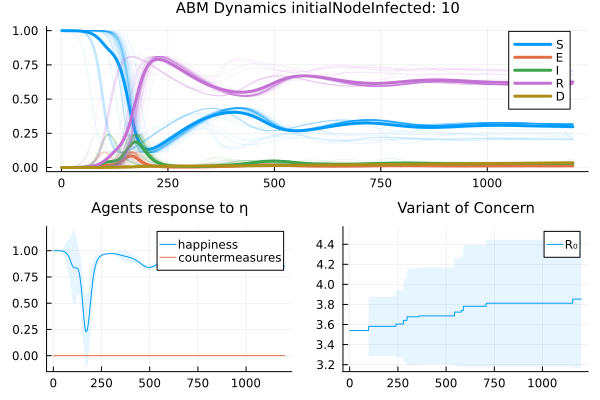 ABM Dynamics initialNodeInfected: 10
1.00
0.75
0.50
0.25
0.00
0
250
500
750
1000
S
E
I
R
D
Agents response to η
1.00
0.75
0.50
0.25
0.00
0
250
500
750
1000
happiness
countermeasures
Variant of Concern
4.4
4.2
4.0
3.8
3.6
3.4
3.2
0
250
500
750
1000
R₀